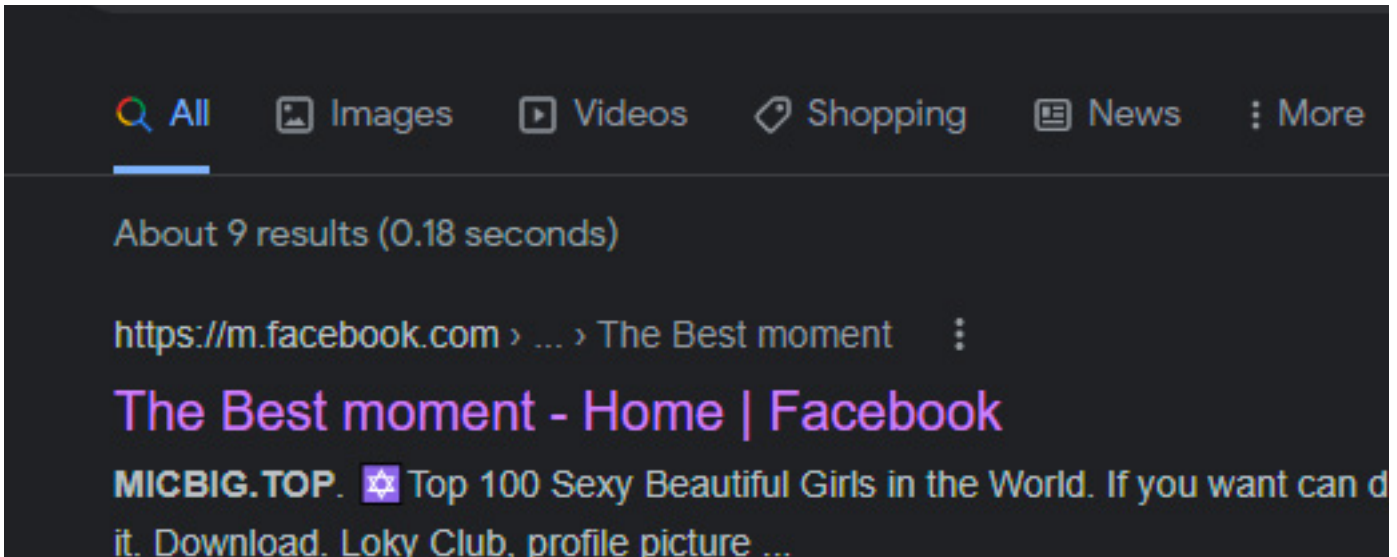 All Images Videos Shopping News More
About 9 results (0.18 seconds)
https://m.facebook.com › ... › The Best moment
The Best moment - Home | Facebook
MICBIG.TOP. 🔯 Top 100 Sexy Beautiful Girls in the World. If you want can d
it. Download. Loky Club, profile picture ...